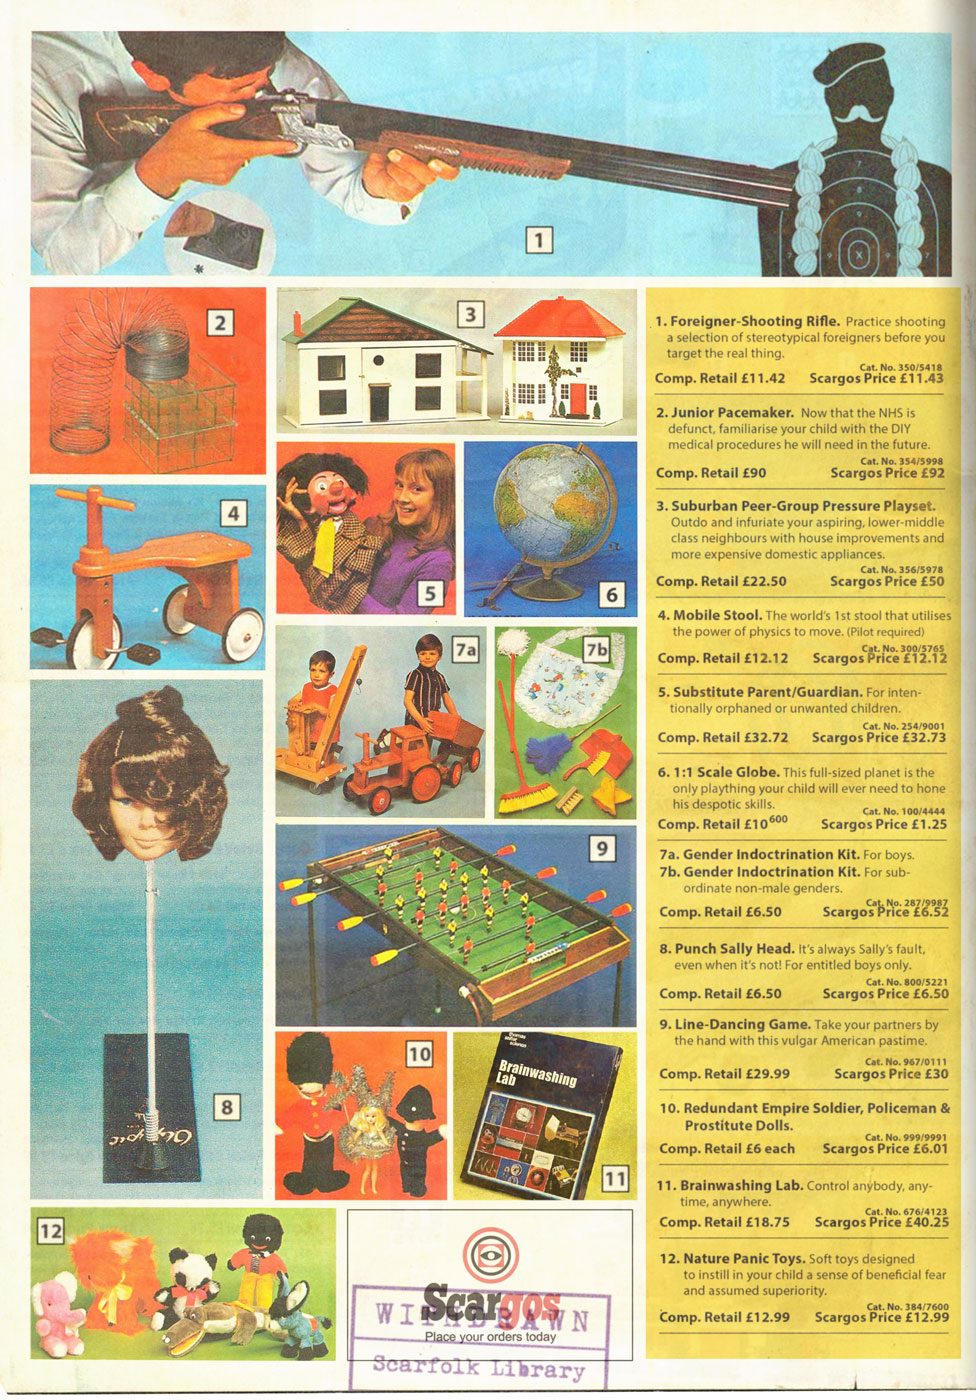 1
2
3
4
5
6
7a
7b
8
9
10
11
12
1. Foreigner-Shooting Rifle. Practice shooting
a selection of stereotypical foreigners before you
target the real thing.
Cat. No. 350/5418
Comp. Retail £11.42 Scargos Price £11.43
2. Junior Pacemaker. Now that the NHS is
defunct, familiarise your child with the DIY
medical procedures he will need in the future.
Cat. No. 354/5998
Comp. Retail £90 Scargos Price £92
3. Suburban Peer-Group Pressure Playset.
Outdo and infuriate your aspiring, lower-middle
class neighbours with house improvements and
more expensive domestic appliances.
Cat. No. 356/5978
Comp. Retail £22.50 Scargos Price £50
4. Mobile Stool. The world's 1st stool that utilises
the power of physics to move. (Pilot required)
Cat. No. 300/5765
Comp. Retail £12.12 Scargos Price £12.12
5. Substitute Parent/Guardian. For inten-
tionally orphaned or unwanted children.
Cat. No. 254/9001
Comp. Retail £32.72 Scargos Price £32.73
6. 1:1 Scale Globe. This full-sized planet is the
only plaything your child will ever need to hone
his despotic skills.
Cat. No. 100/4444
Comp. Retail £10⁶⁰⁰ Scargos Price £1.25
7a. Gender Indoctrination Kit. For boys.
7b. Gender Indoctrination Kit. For sub-
ordinate non-male genders.
Cat. No. 287/9987
Comp. Retail £6.50 Scargos Price £6.52
8. Punch Sally Head. It's always Sally's fault,
even when it's not! For entitled boys only.
Cat. No. 800/5221
Comp. Retail £6.50 Scargos Price £6.50
9. Line-Dancing Game. Take your partners by
the hand with this vulgar American pastime.
Cat. No. 967/0111
Comp. Retail £29.99 Scargos Price £30
10. Redundant Empire Soldier, Policeman &
Prostitute Dolls.
Cat. No. 999/9991
Comp. Retail £6 each Scargos Price £6.01
11. Brainwashing Lab. Control anybody, any-
time, anywhere.
Cat. No. 676/4123
Comp. Retail £18.75 Scargos Price £40.25
12. Nature Panic Toys. Soft toys designed
to instill in your child a sense of beneficial fear
and assumed superiority.
Cat. No. 384/7600
Comp. Retail £12.99 Scargos Price £12.99
thomas
salter
science
Brainwashing
Lab
Olympic
Scargos
Place your orders today
WITHDRAWN
Scarfolk Library